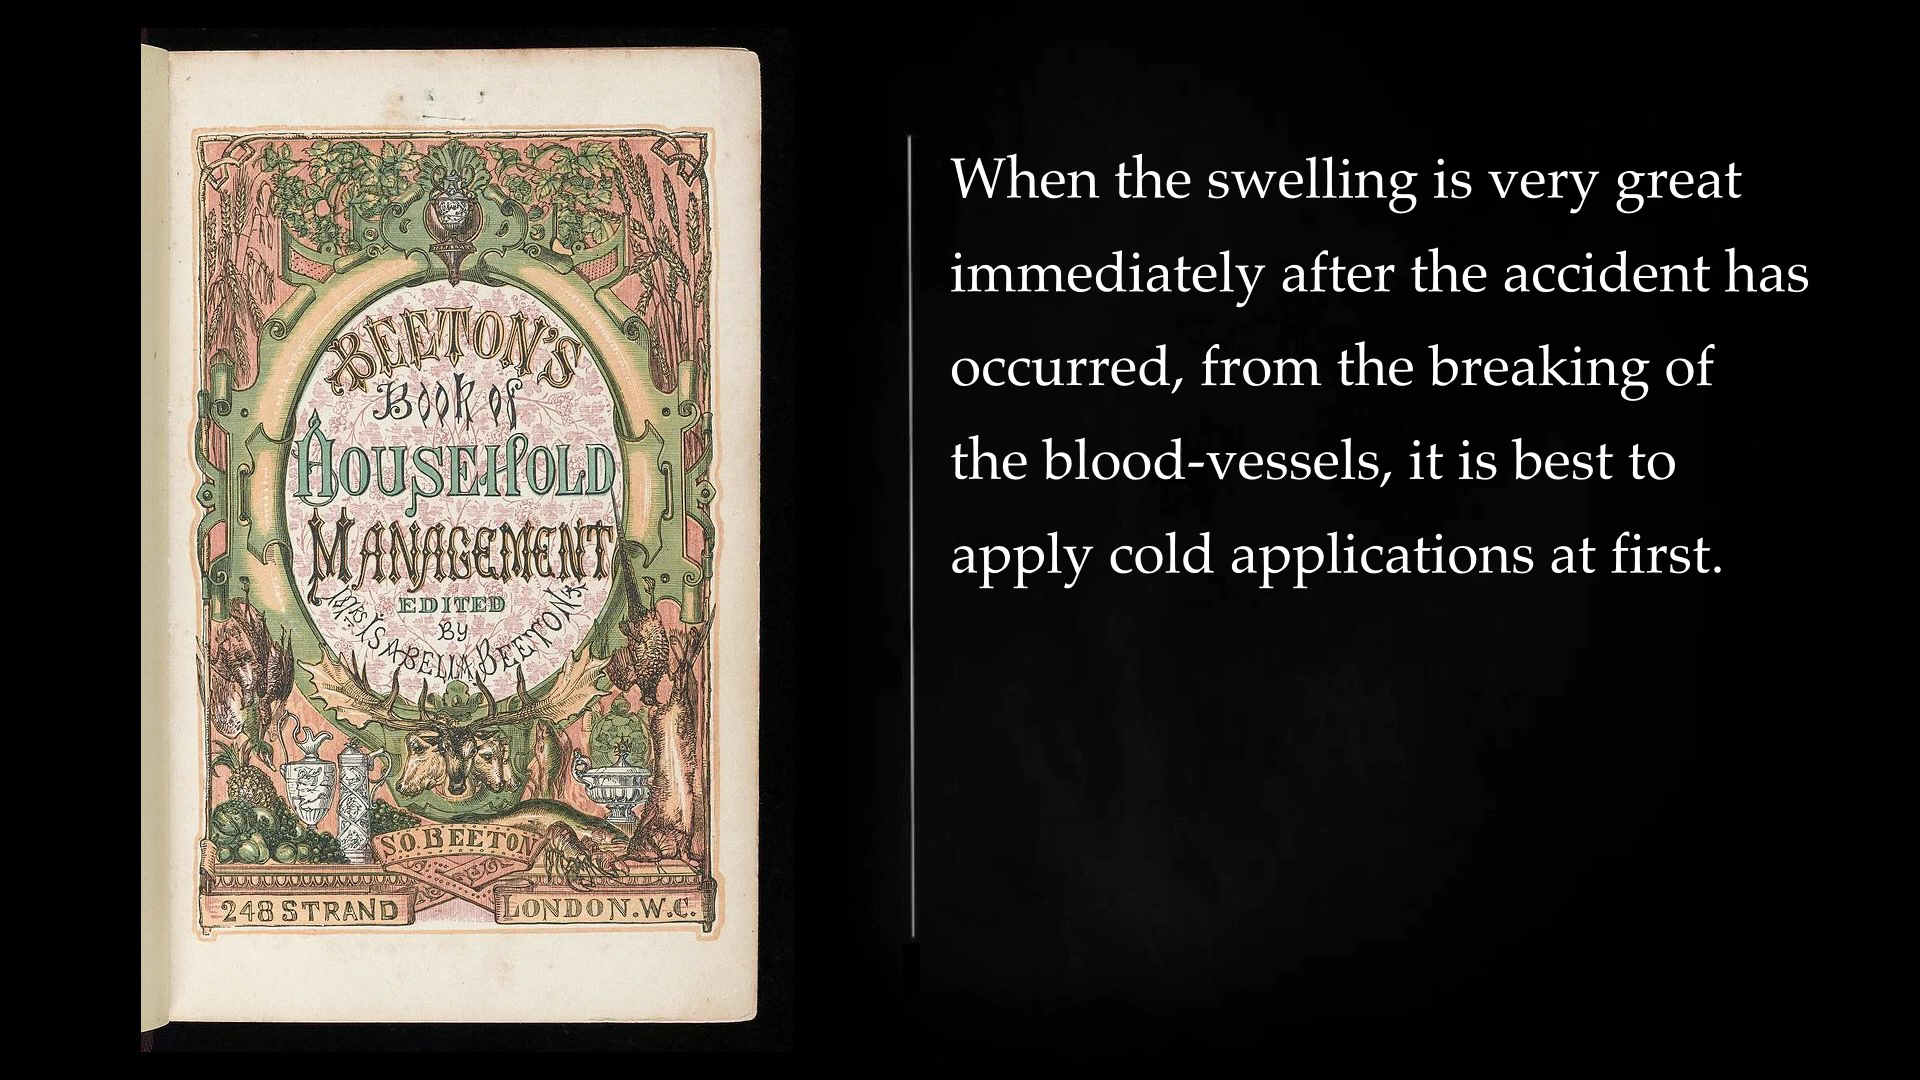 BEETON'S
Book of
HOUSEHOLD
MANAGEMENT
EDITED
BY
MRS ISABELLA BEETON
S.O. BEETON
248 STRAND
LONDON. W.C.
When the swelling is very great
immediately after the accident has
occurred, from the breaking of
the blood-vessels, it is best to
apply cold applications at first.